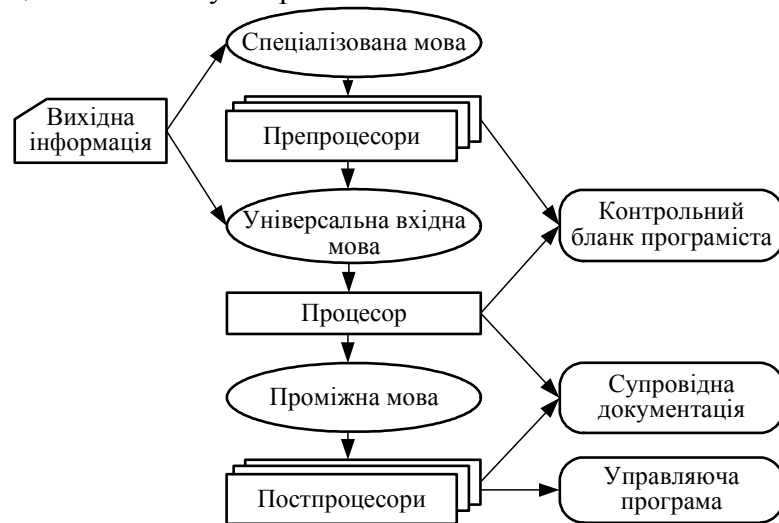 Спеціалізована мова
Вихідна
інформація
Препроцесори
Універсальна вхідна
мова
Контрольний
бланк програміста
Процесор
Проміжна мова
Супровідна
документація
Постпроцесори
Управляюча
програма